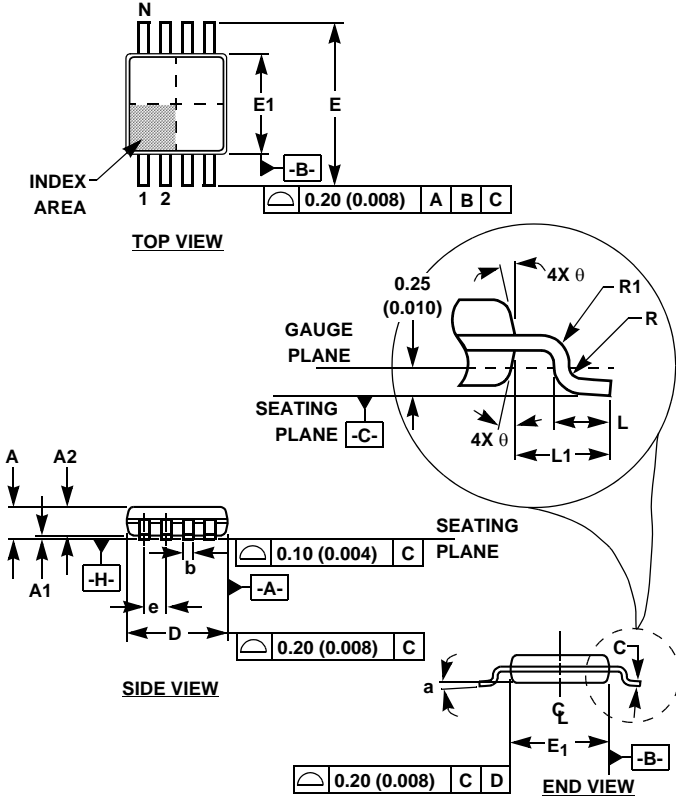 N
E1
E
-B-
INDEX
AREA
1 2
0.20 (0.008) A B C
TOP VIEW
0.25
(0.010)
4X θ
R1
R
GAUGE
PLANE
SEATING
PLANE -C-
4X θ
L
L1
A A2
SEATING
PLANE
A1
-H-
b
0.10 (0.004) C
-A-
e
D
0.20 (0.008) C
SIDE VIEW
C
a
CL
E1
-B-
0.20 (0.008) C D
END VIEW